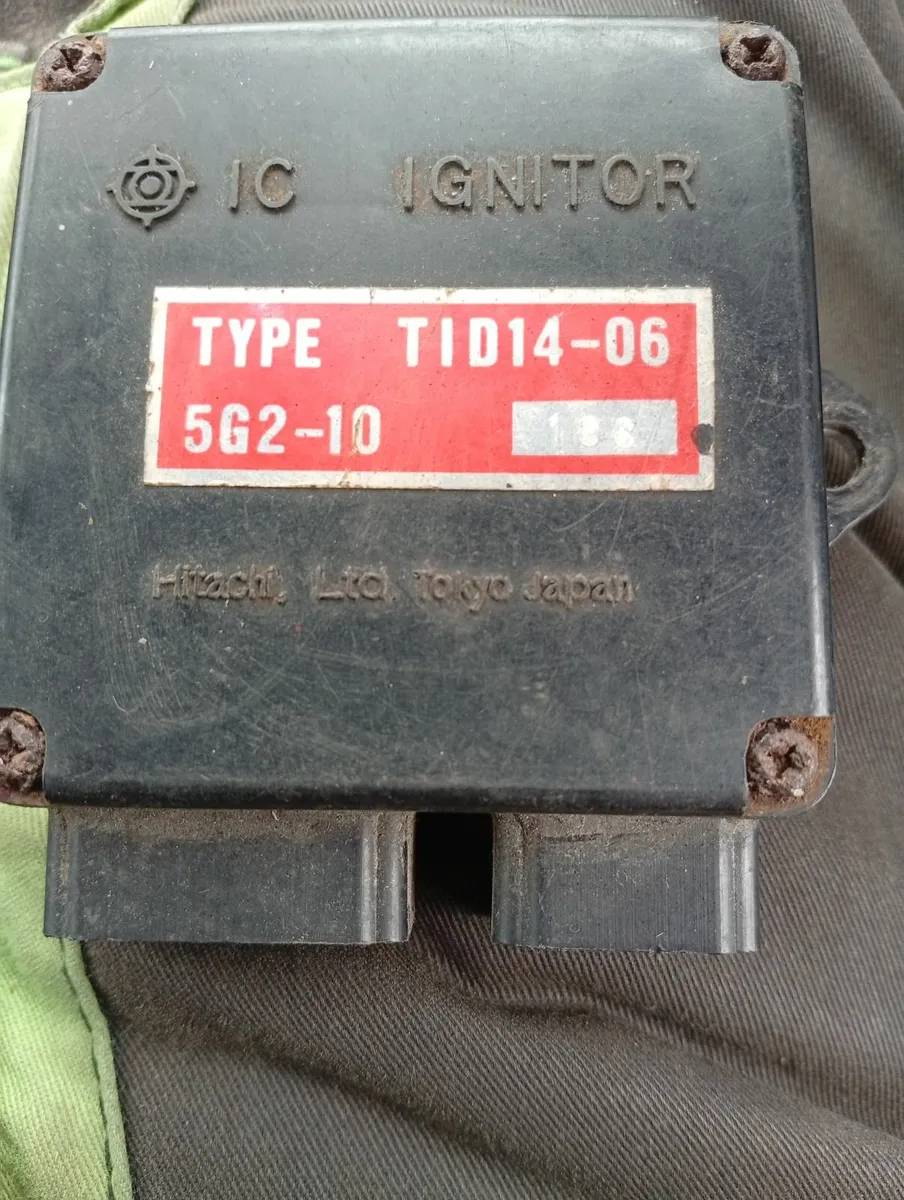 IC IGNITOR
TYPE TID14-06
5G2-10
Hitachi, Ltd. Tokyo Japan